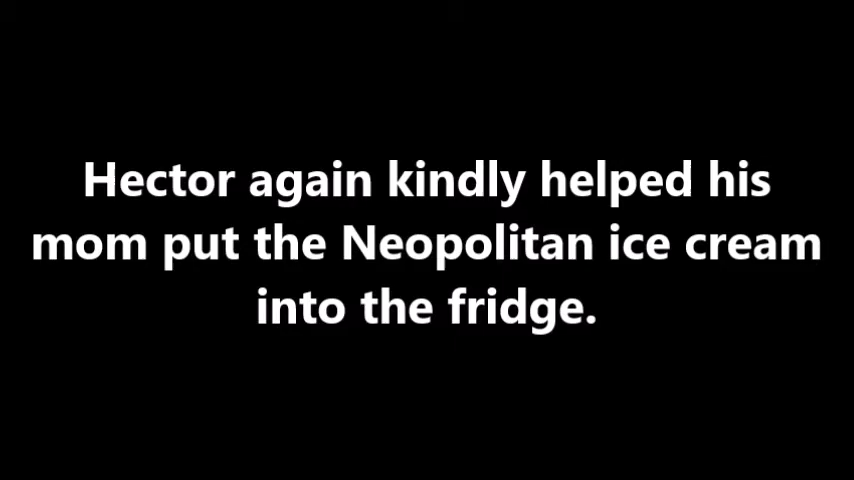 Hector again kindly helped his
mom put the Neopolitan ice cream
into the fridge.